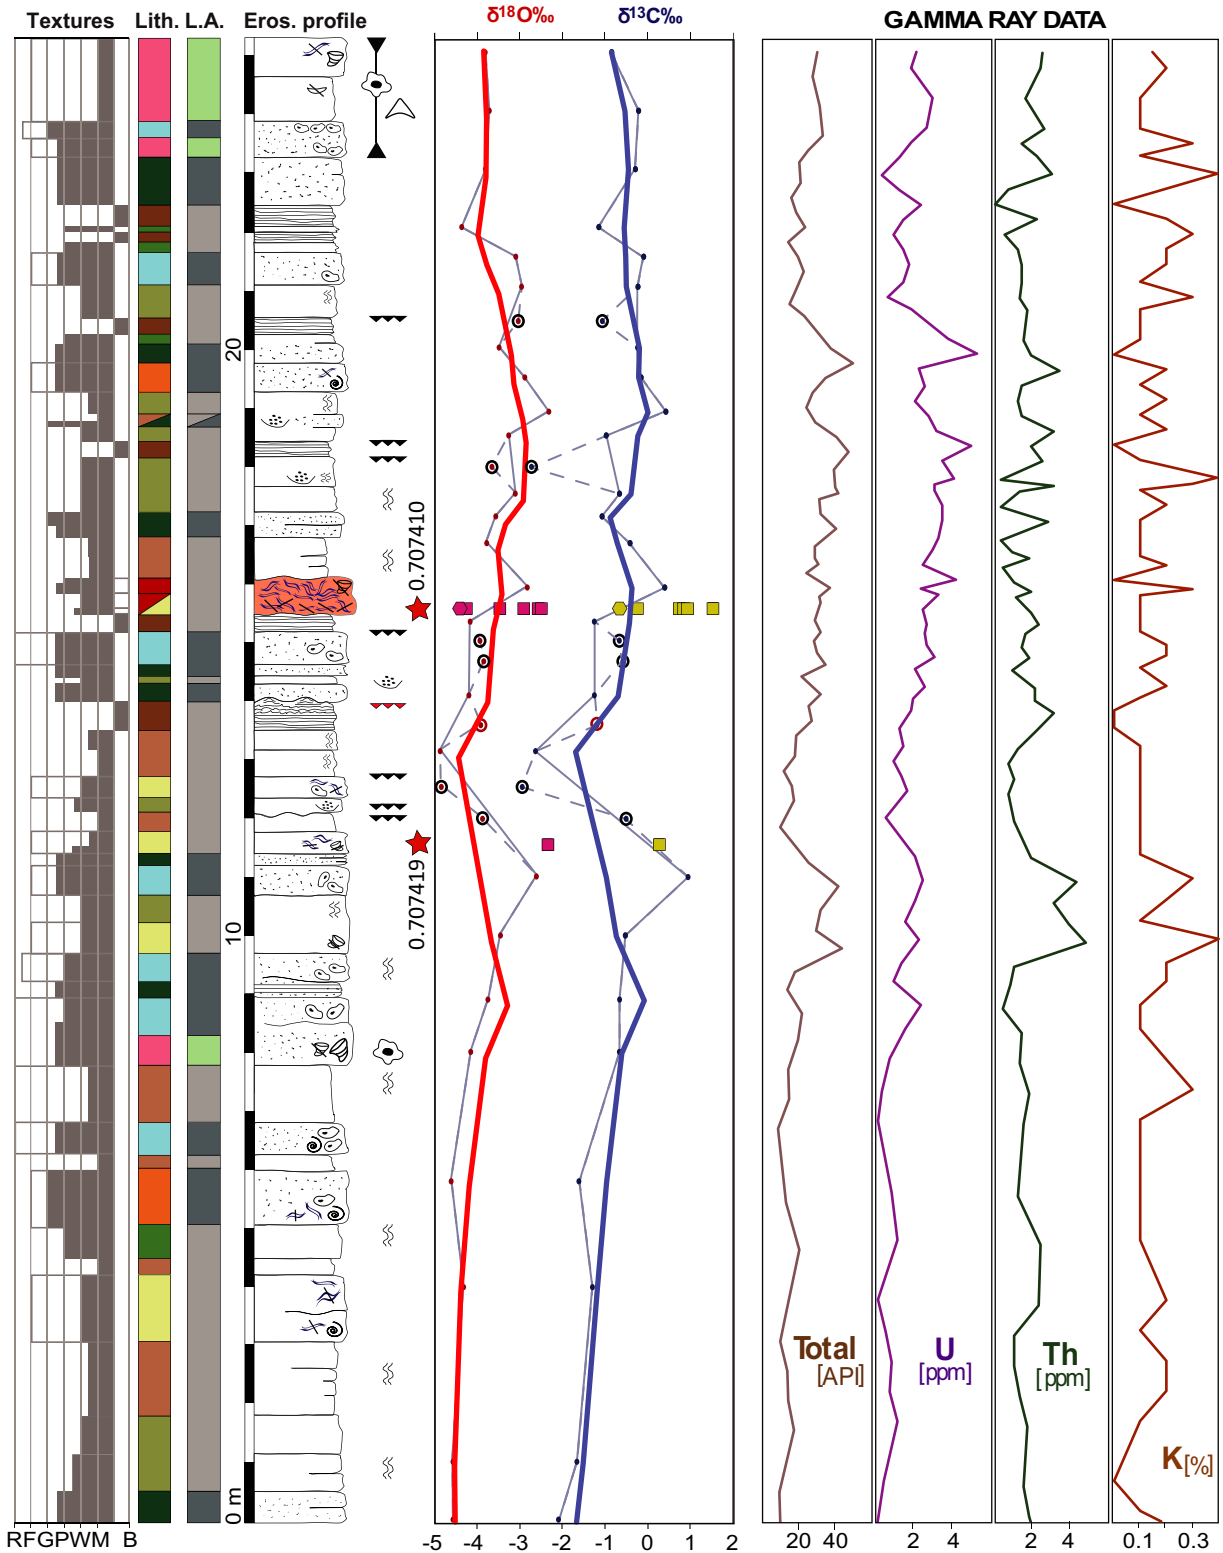 Textures Lith. L.A. Eros. profile δ¹⁸O‰ δ¹³C‰ GAMMA RAY DATA
20
0.707410
0.707419
10
Total U Th
[API] [ppm] [ppm]
K[%]
0 m
RFGPWM B -5 -4 -3 -2 -1 0 1 2 20 40 2 4 2 4 0.1 0.3